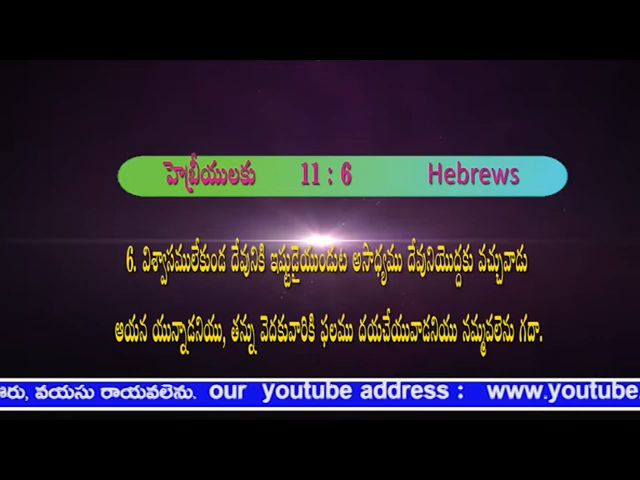 హెబ్రీయులకు 11 : 6 Hebrews
6. విశ్వాసములేకుండ దేవునికి ఇష్టుడైయుండుట అసాధ్యము దేవునియొద్దకు వచ్చువాడు
ఆయన యున్నాడనియు, తన్ను వెదకువారికి ఫలము దయచేయువాడనియు నమ్మవలెను గదా.
ఊరు, వయసు రాయవలెను. our youtube address : www.youtube.